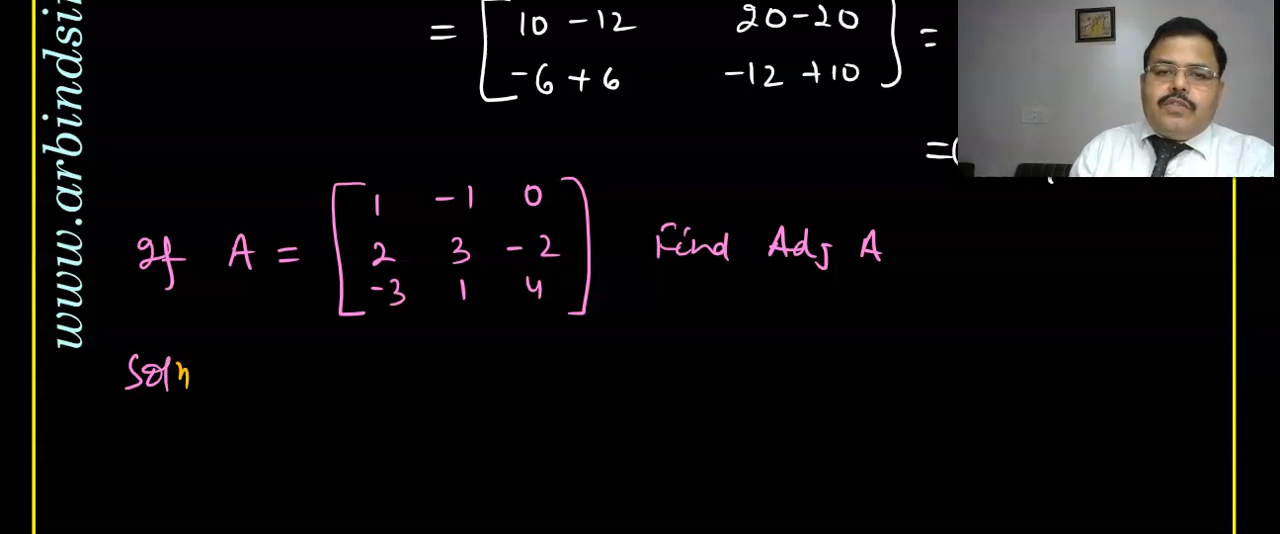 www.arbindsi
= [ 10 - 12 20 - 20 ] =
-6 + 6 -12 + 10
=
If A = [ 1 -1 0 ] Find Adj A
2 3 -2
-3 1 4
Soln